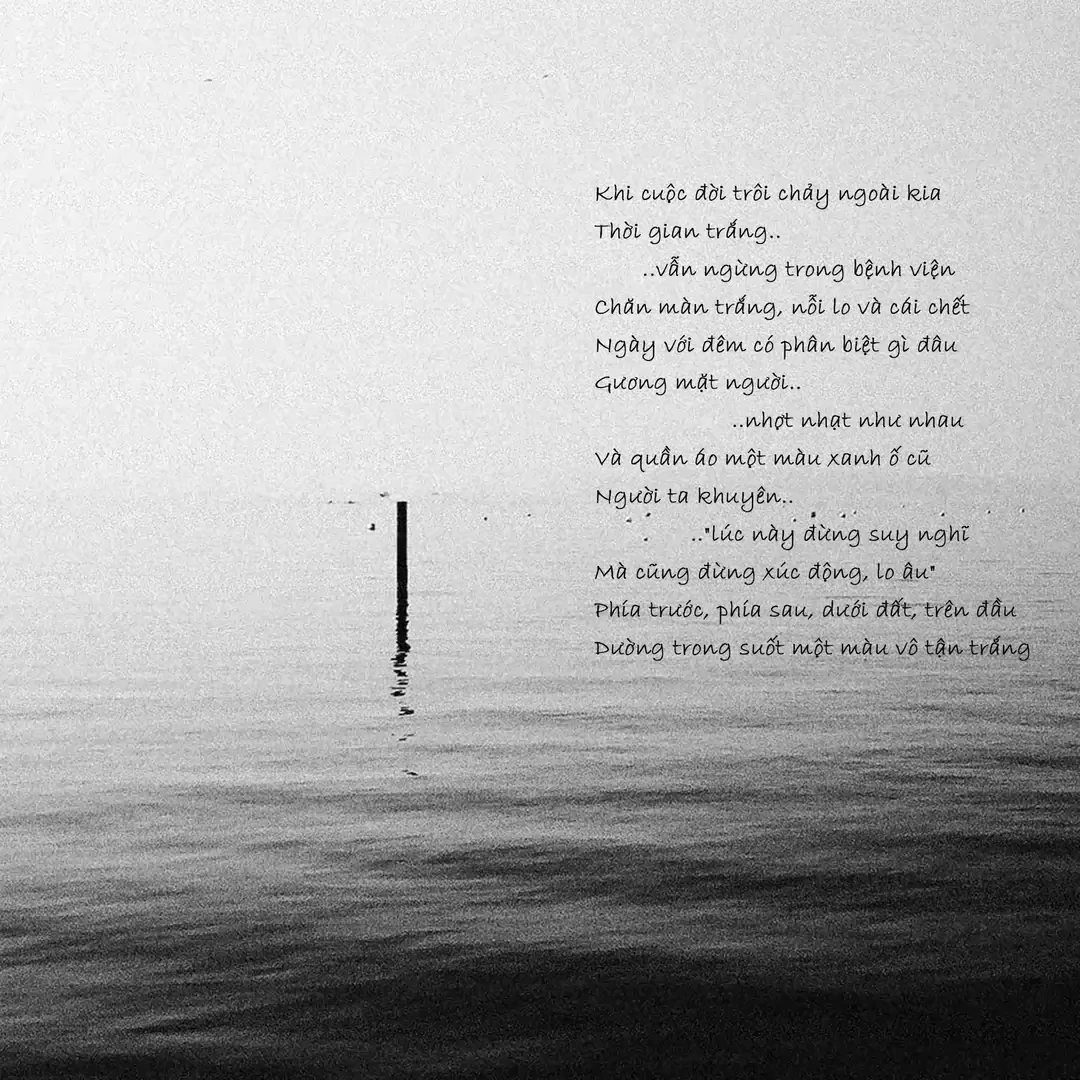 Khi cuộc đời trôi chảy ngoài kia
Thời gian trắng..
..vẫn ngừng trong bệnh viện
Chăn màn trắng, nỗi lo và cái chết
Ngày với đêm có phân biệt gì đâu
Gương mặt người..
..nhợt nhạt như nhau
Và quần áo một màu xanh ố cũ
Người ta khuyên..
.."lúc này đừng suy nghĩ
Mà cũng đừng xúc động, lo âu"
Phía trước, phía sau, dưới đất, trên đầu
Dường trong suốt một màu vô tận trắng